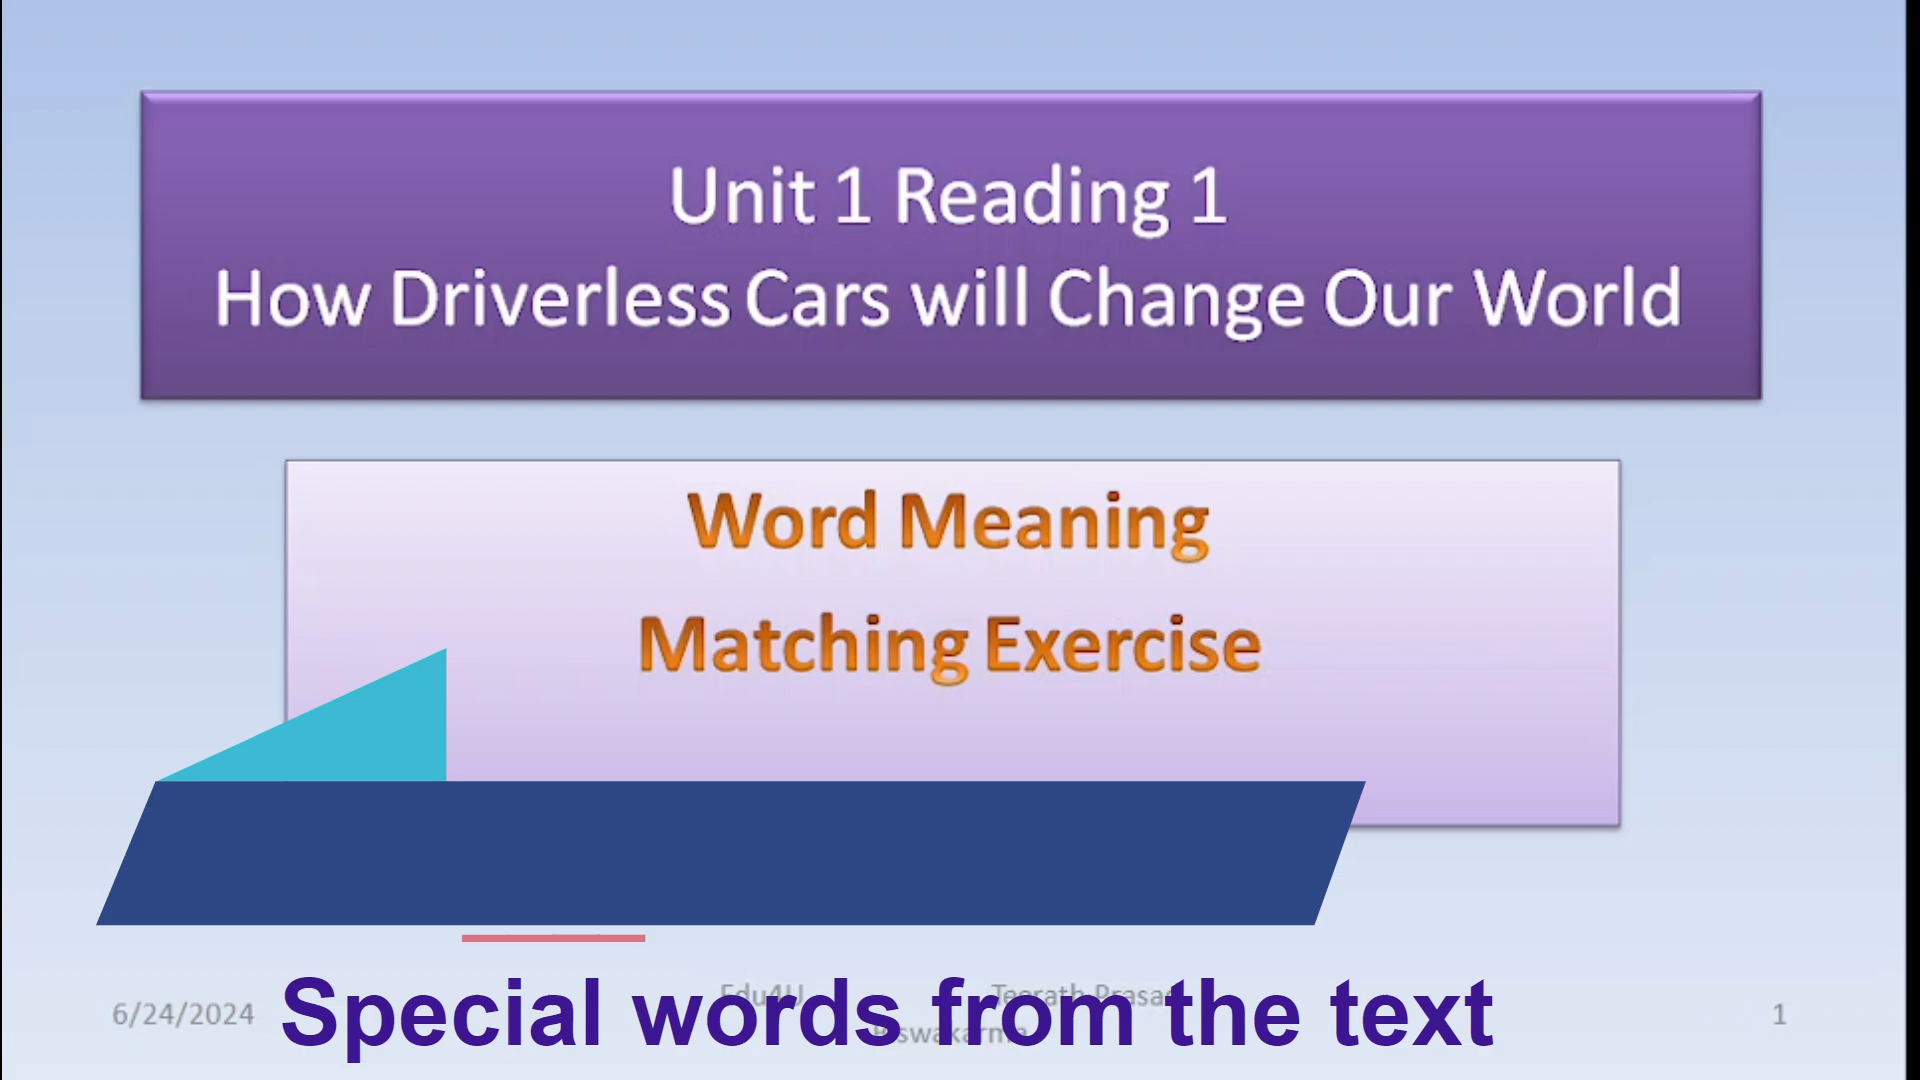 Unit 1 Reading 1
How Driverless Cars will Change Our World
Word Meaning
Matching Exercise
Special words from the text
6/24/2024
Edu4U
1